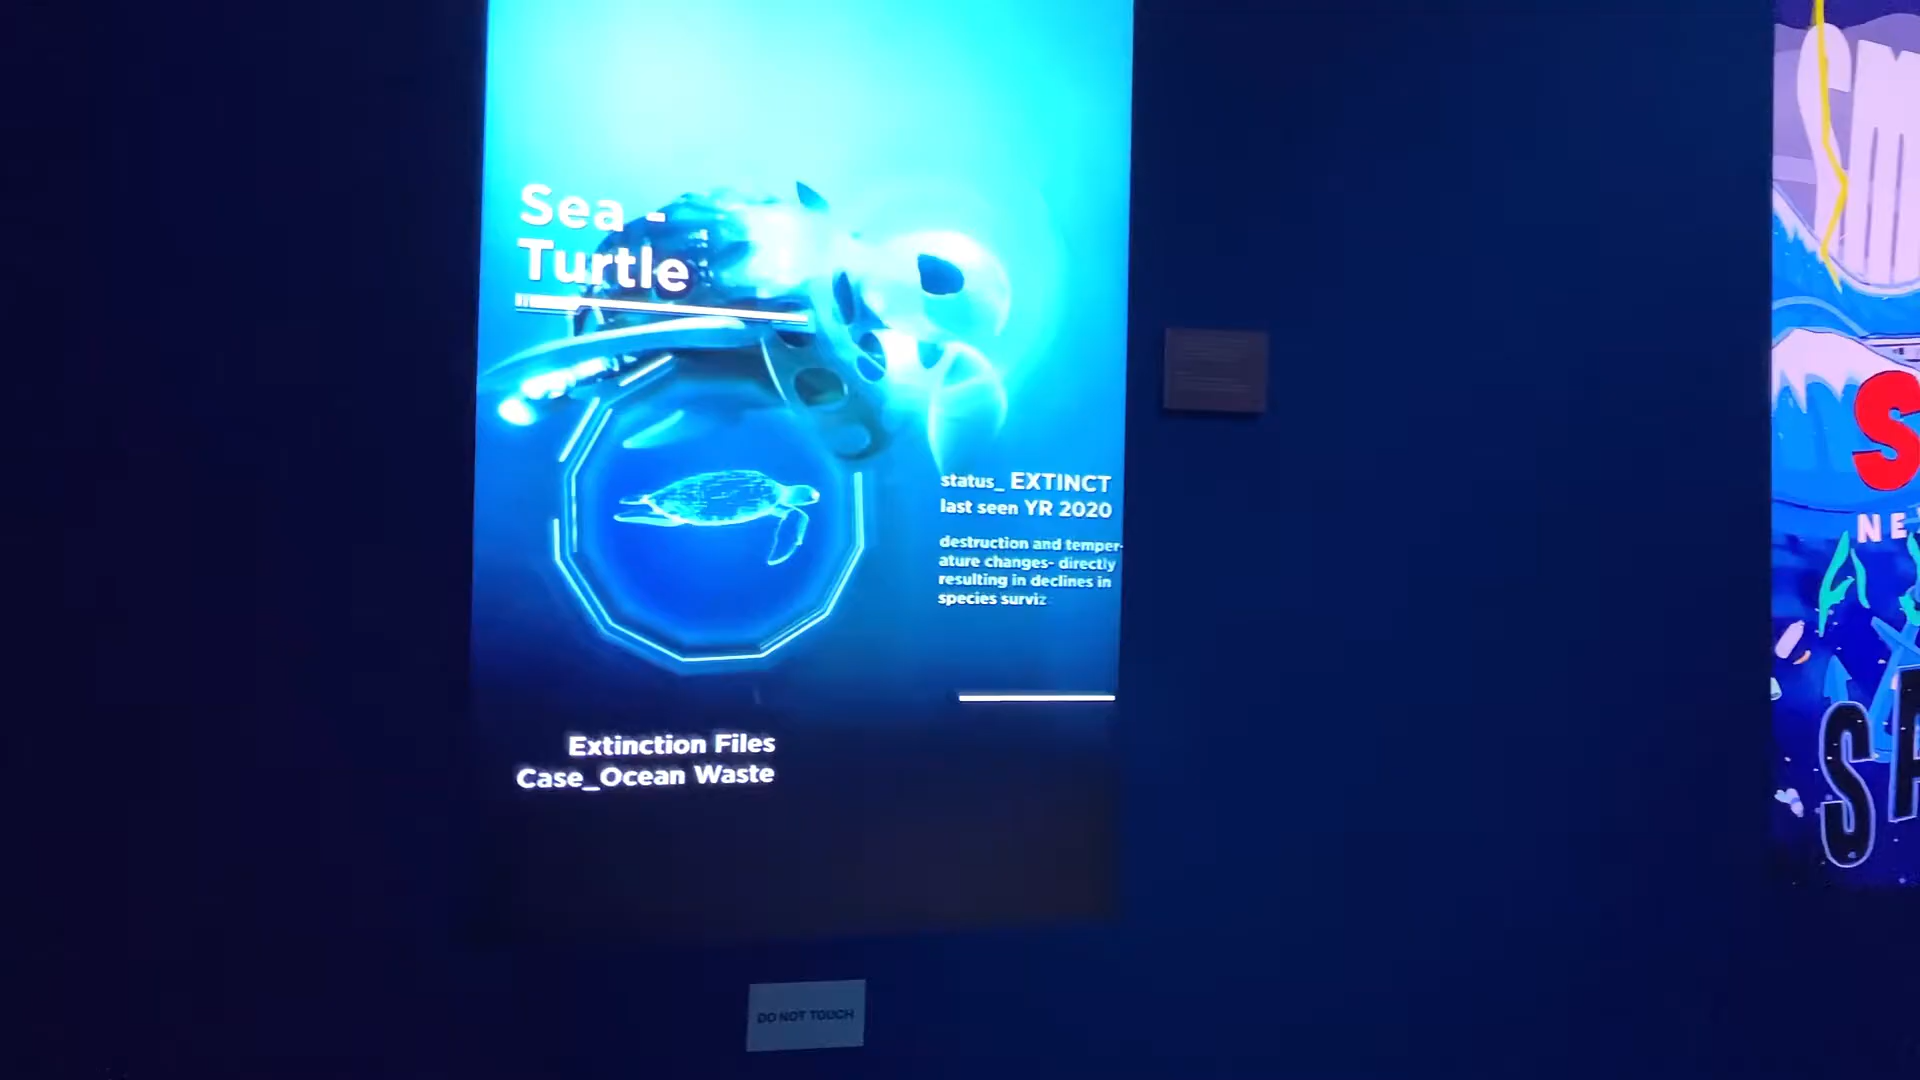 Sea -
Turtle
status_ EXTINCT
last seen YR 2020
destruction and temper-
ature changes- directly
resulting in declines in
species surviz
Extinction Files
Case_Ocean Waste
DO NOT TOUCH
S
NE
S